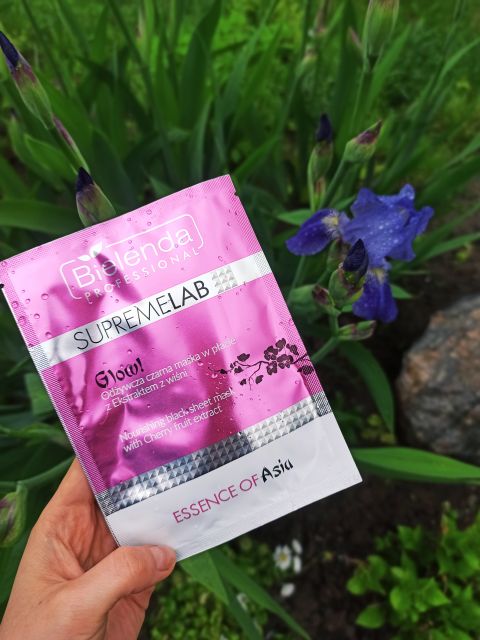 Bielenda
PROFESSIONAL
SUPREMELAB
Glow!
Odżywcza czarna maska w płacie
z Ekstraktem z wiśni
Nourishing black sheet mask
with Cherry fruit extract
ESSENCE OF Asia